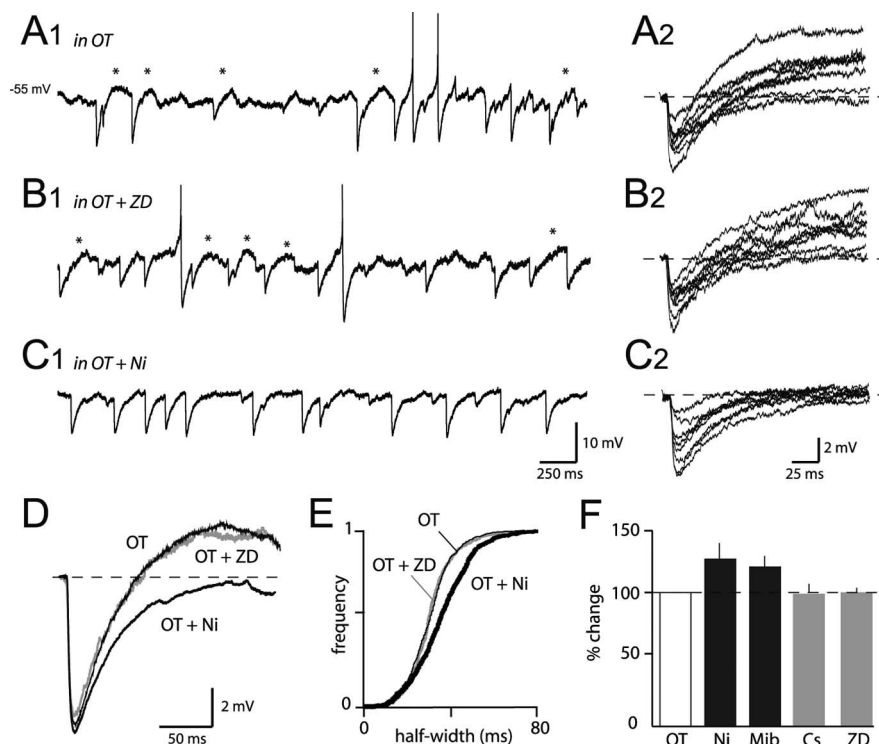 A1 in OT
* * * * *
-55 mV
A2
B1 in OT + ZD
* * * * *
B2
C1 in OT + Ni
C2
10 mV
250 ms
2 mV
25 ms
D
OT
OT + ZD
OT + Ni
2 mV
50 ms
E
1
OT
OT + ZD
OT + Ni
frequency
0
0 80
half-width (ms)
F
150
100
50
0
% change
OT Ni Mib Cs ZD